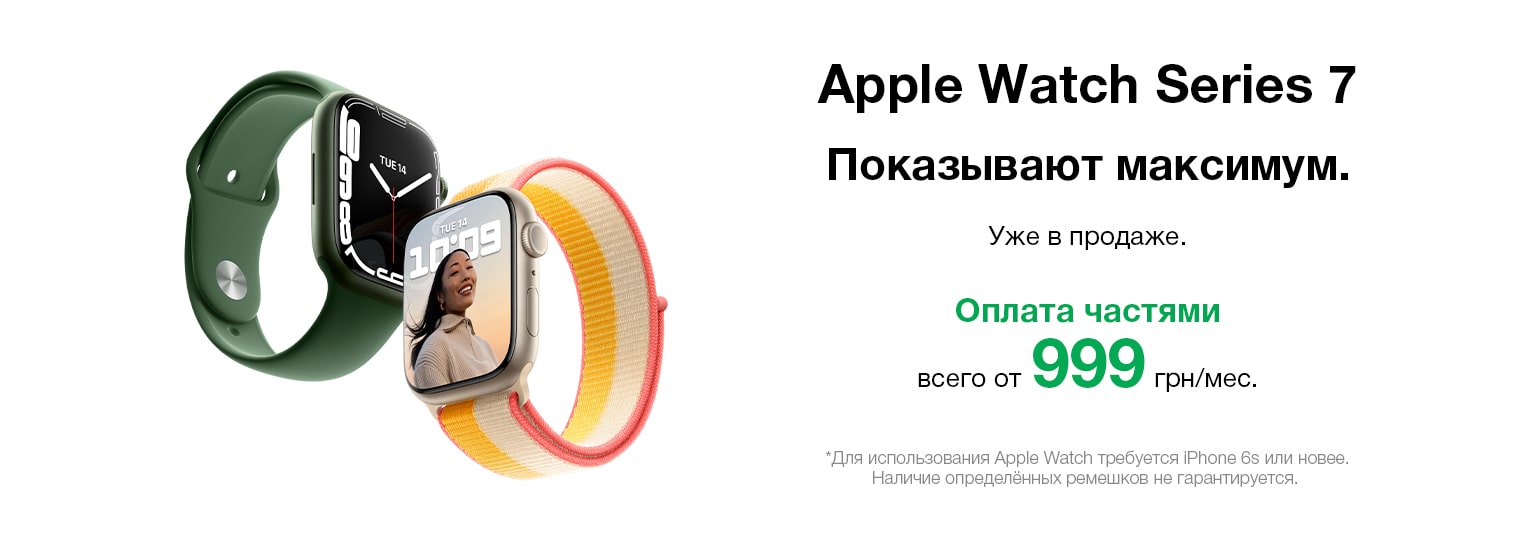 TUE 14
TUE 14
10:09
Apple Watch Series 7
Показывают максимум.
Уже в продаже.
Оплата частями
всего от 999 грн/мес.
*Для использования Apple Watch требуется iPhone 6s или новее.
Наличие определённых ремешков не гарантируется.